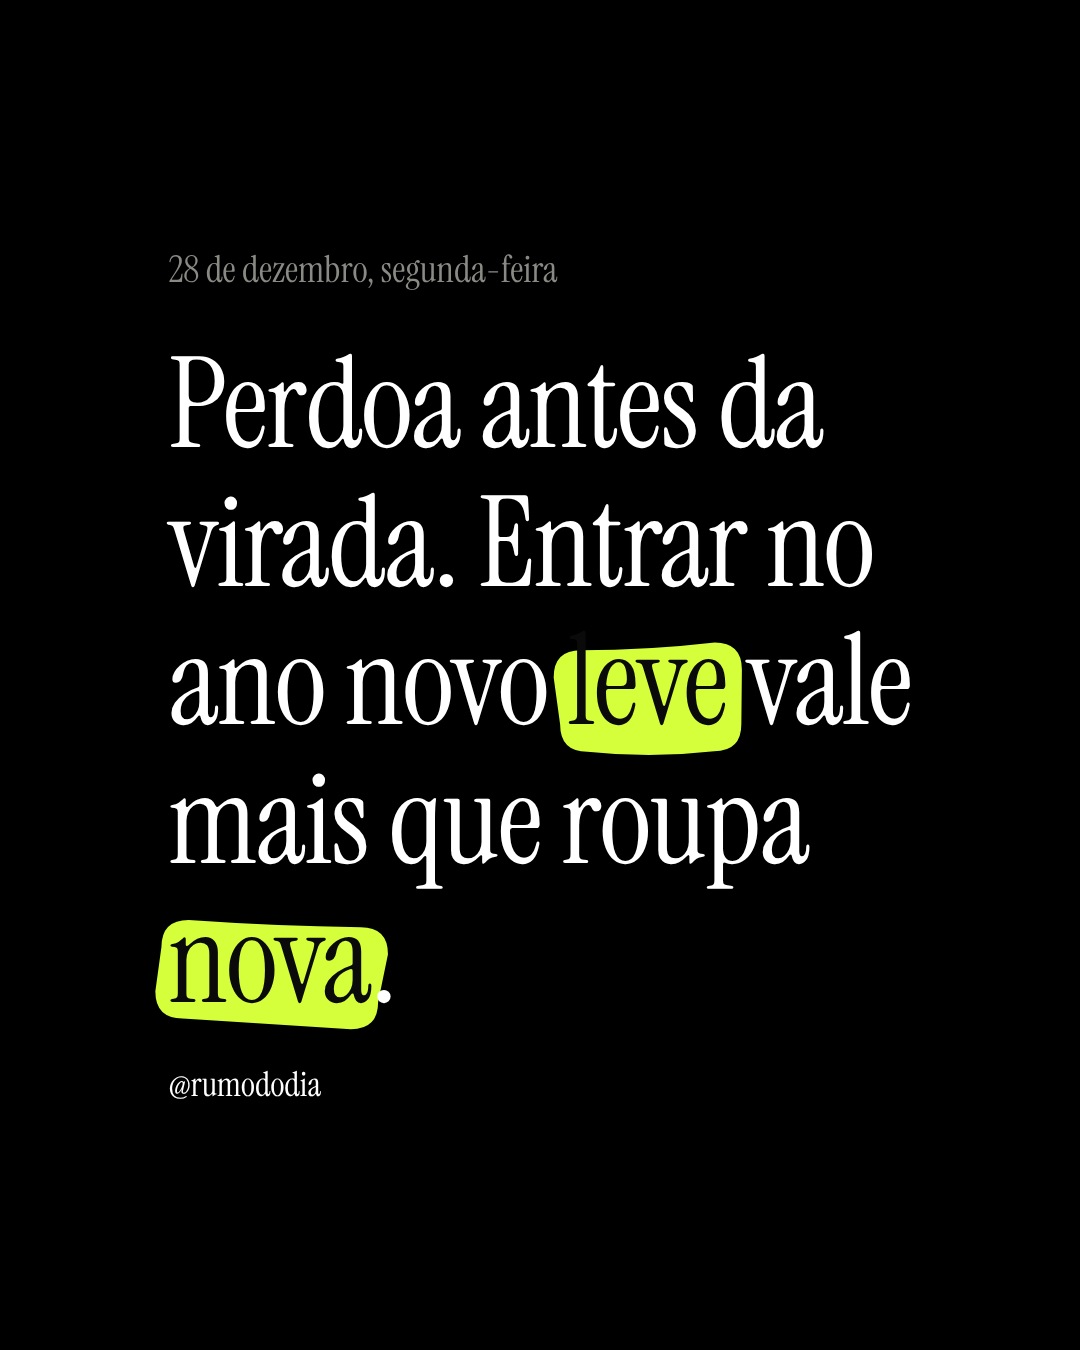 28 de dezembro, segunda-feira
Perdoa antes da
virada. Entrar no
ano novo leve vale
mais que roupa
nova.
@rumododia